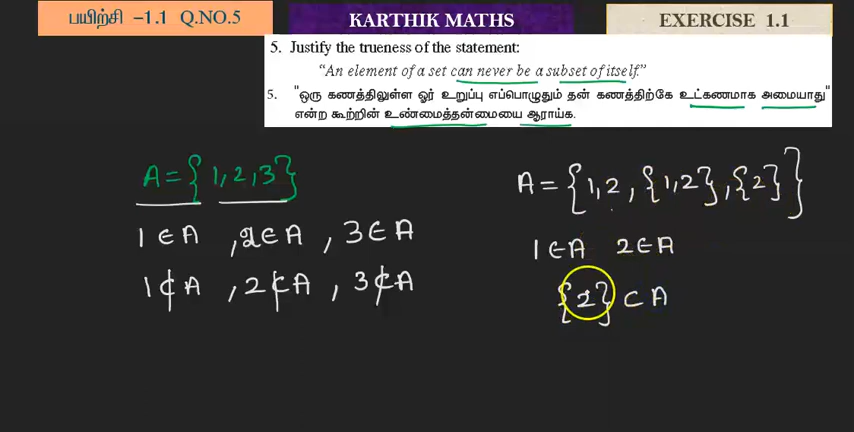 பயிற்சி -1.1 Q.NO.5
KARTHIK MATHS
EXERCISE 1.1
5. Justify the trueness of the statement:
“An element of a set can never be a subset of itself.”
5. "ஒரு கணத்திலுள்ள ஓர் உறுப்பு எப்பொழுதும் தன் கணத்திற்கே உட்கணமாக அமையாது"
என்ற கூற்றின் உண்மைத்தன்மையை ஆராய்க.
A={1,2,3}
1∈A , 2∈A , 3∈A
1⊄A , 2⊄A , 3⊄A
A={1,2,{1,2},{2}}
1∈A 2∈A
{2}⊂A